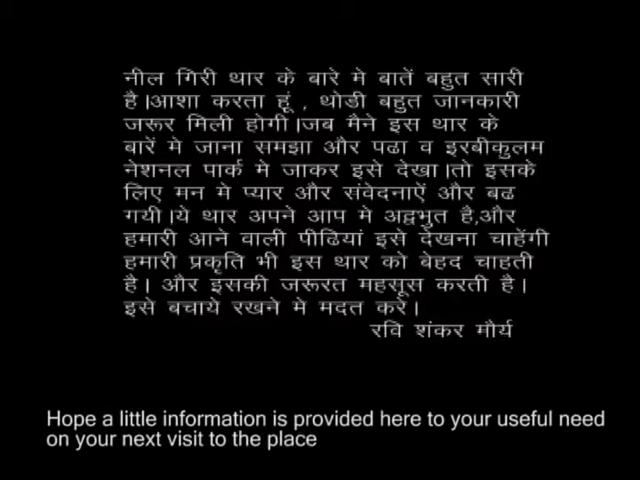 नील गिरी थार के बारे मे बातें बहुत सारी
है।आशा करता हूं , थोडी बहुत जानकारी
जरूर मिली होगी।जब मैने इस थार के
बारें मे जाना समझा और पढा व इरबीकुलम
नेशनल पार्क मे जाकर इसे देखा।तो इसके
लिए मन मे प्यार और संवेदनाऍ और बढ
गयी।ये थार अपने आप मे अद्वभुत है,और
हमारी आने वाली पीढियां इसे देखना चाहेंगी
हमारी प्रकृति भी इस थार को बेहद चाहती
है। और इसकी जरूरत महसूस करती है।
इसे बचाये रखने मे मदत करें।
रवि शंकर मौर्य
Hope a little information is provided here to your useful need
on your next visit to the place